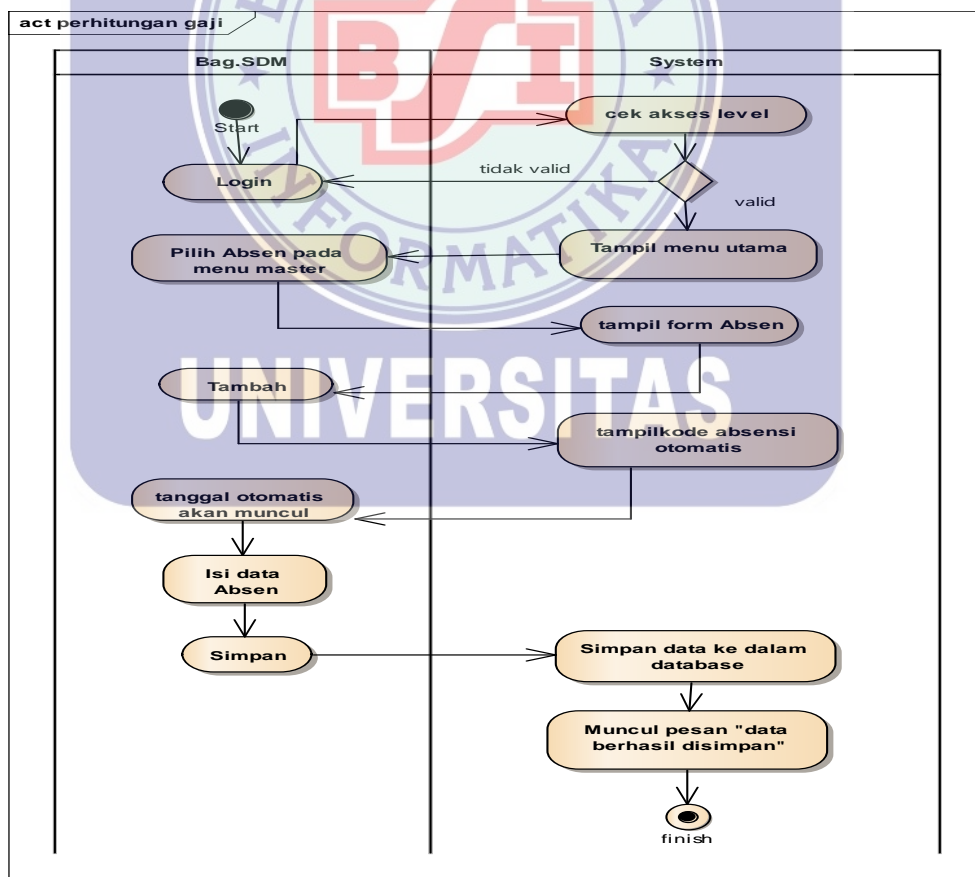 act perhitungan gaji
Bag.SDM
System
Start
cek akses level
Login
tidak valid
valid
Tampil menu utama
Pilih Absen pada
menu master
tampil form Absen
Tambah
tampilkode absensi
otomatis
tanggal otomatis
akan muncul
Isi data
Absen
Simpan
Simpan data ke dalam
database
Muncul pesan "data
berhasil disimpan"
finish
BSI
INFORMATIKA
UNIVERSITAS